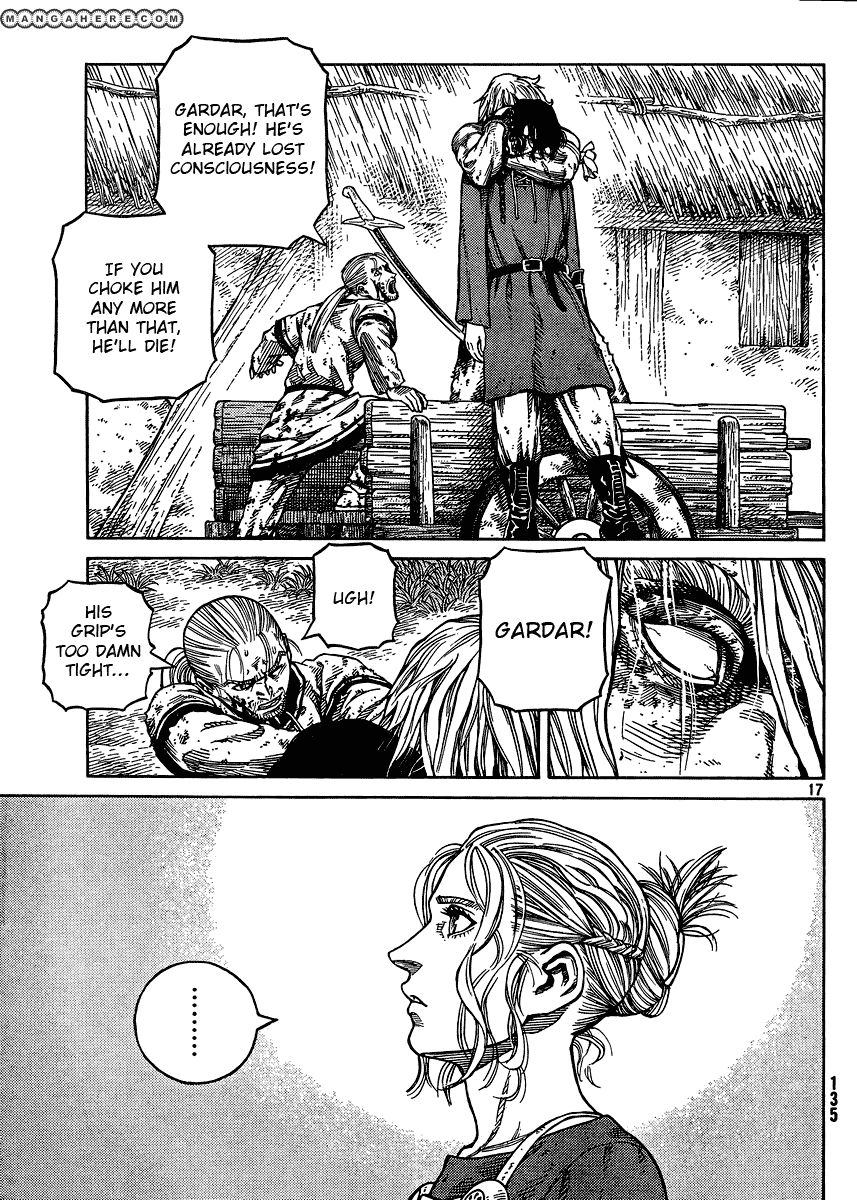 MANGAHERE.COM
GARDAR, THAT'S
ENOUGH! HE'S
ALREADY LOST
CONSCIOUSNESS!
IF YOU
CHOKE HIM
ANY MORE
THAN THAT,
HE'LL DIE!
GARDAR!
UGH!
HIS
GRIP'S
TOO DAMN
TIGHT...
17
.........
135